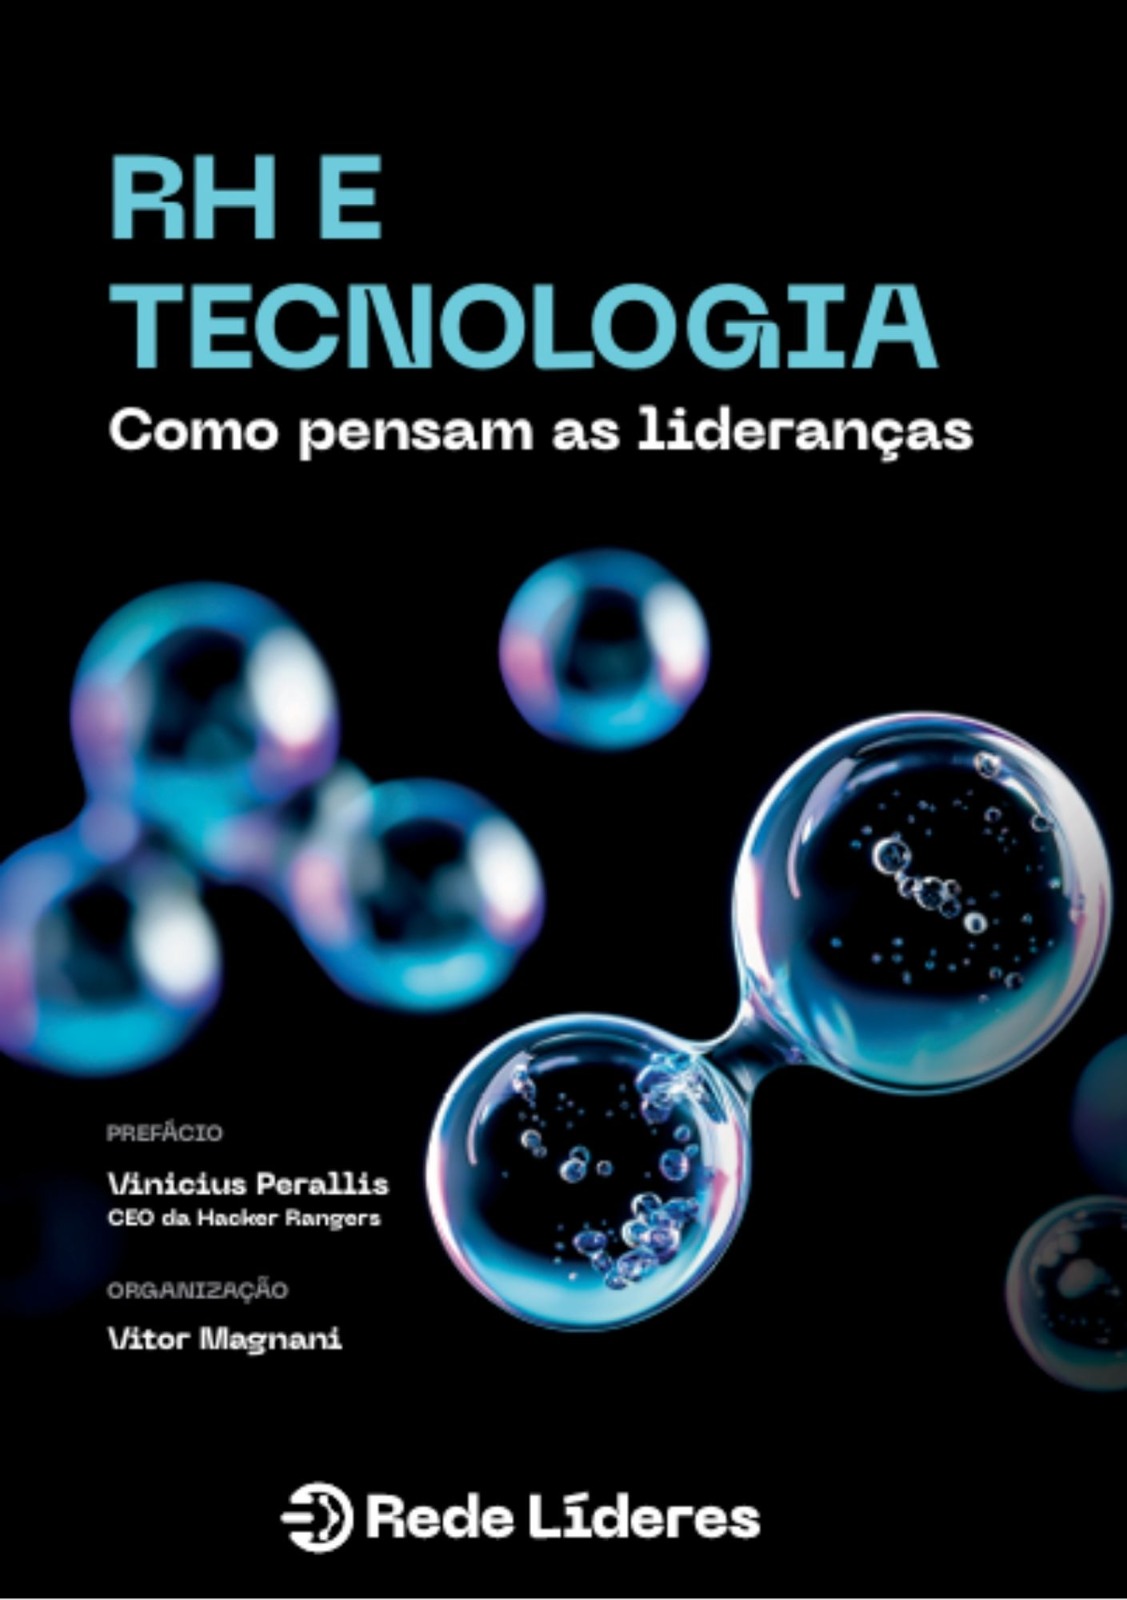 RH E
TECNOLOGIA
Como pensam as lideranças
PREFÁCIO
Vinicius Perallis
CEO da Hacker Rangers
ORGANIZAÇÃO
Vitor Magnani
Rede Líderes